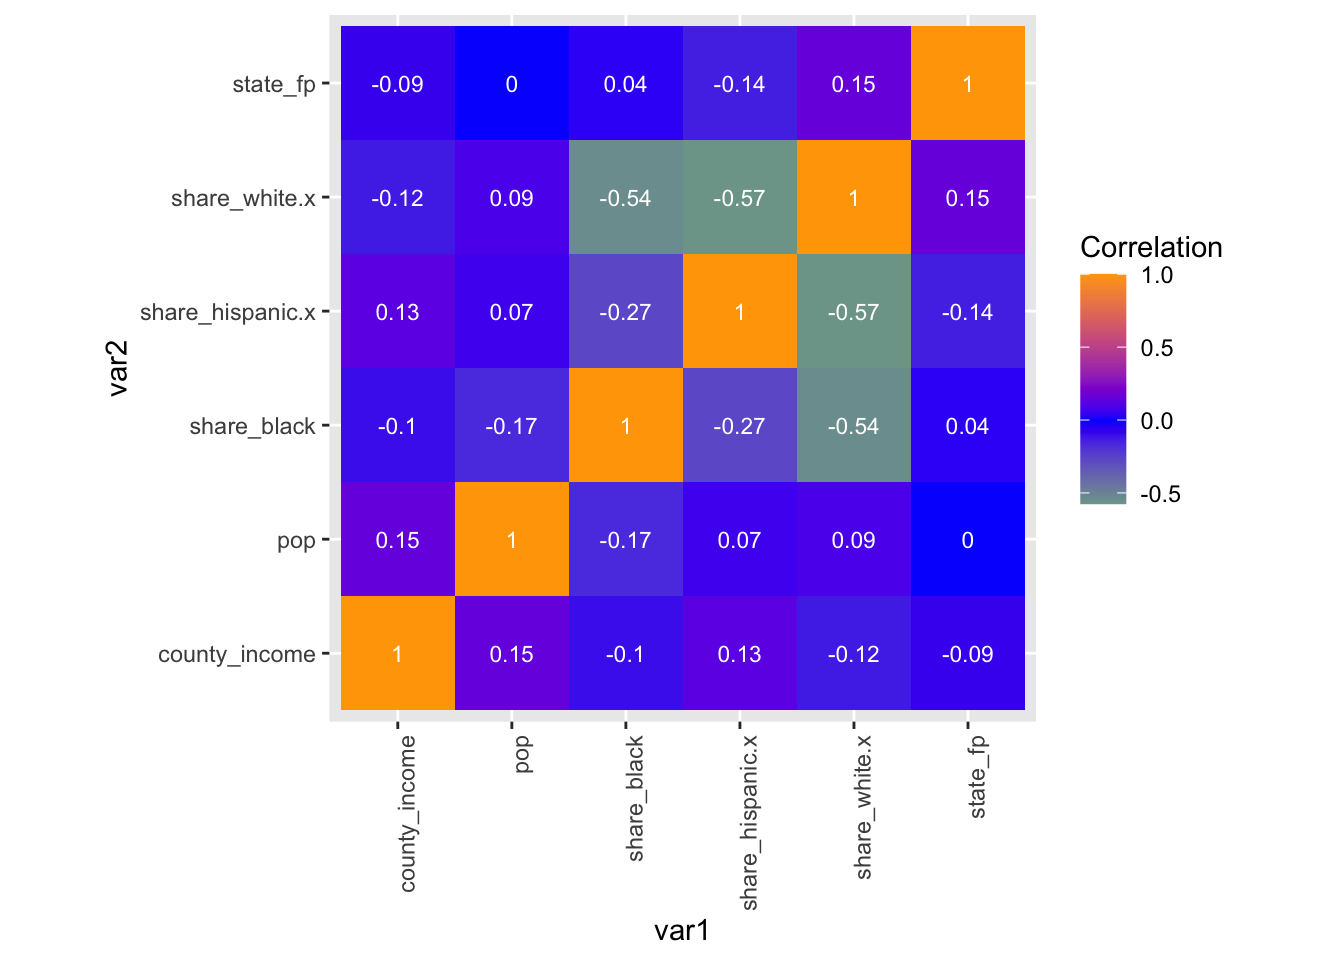 state_fp -0.09 0 0.04 -0.14 0.15 1
share_white.x -0.12 0.09 -0.54 -0.57 1 0.15
share_hispanic.x 0.13 0.07 -0.27 1 -0.57 -0.14
share_black -0.1 -0.17 1 -0.27 -0.54 0.04
pop 0.15 1 -0.17 0.07 0.09 0
county_income 1 0.15 -0.1 0.13 -0.12 -0.09
var2
county_income
pop
share_black
share_hispanic.x
share_white.x
state_fp
var1
Correlation
1.0
0.5
0.0
-0.5